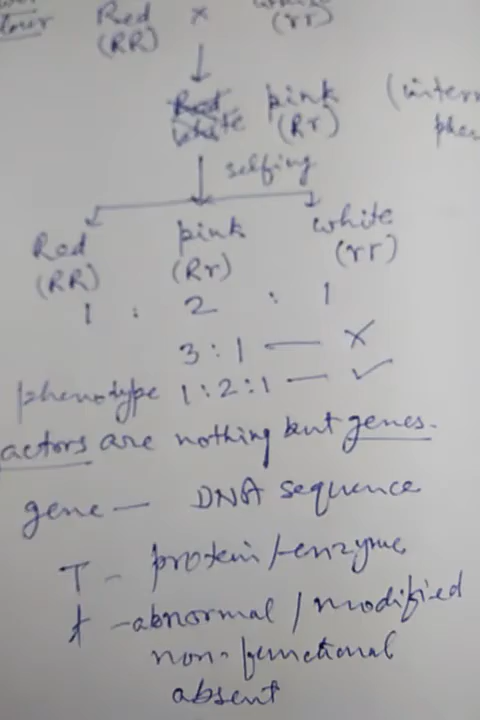 Red × 
(RR) (rr)
pink
white (Rr)
selfing
Red pink white
(RR) (Rr) (rr)
1 : 2 : 1
3:1 — ×
phenotype 1:2:1 — ✓
actors are nothing but genes.
gene — DNA sequence
T - protein/enzyme
t - abnormal / modified
non-functional
absent